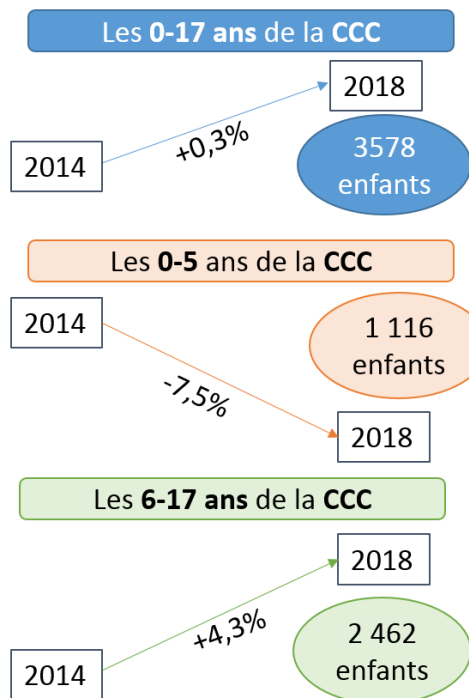 Les 0-17 ans de la CCC
2018
2014
+0,3%
3578
enfants
Les 0-5 ans de la CCC
2014
1 116
enfants
-7,5%
2018
Les 6-17 ans de la CCC
2018
+4,3%
2 462
enfants
2014